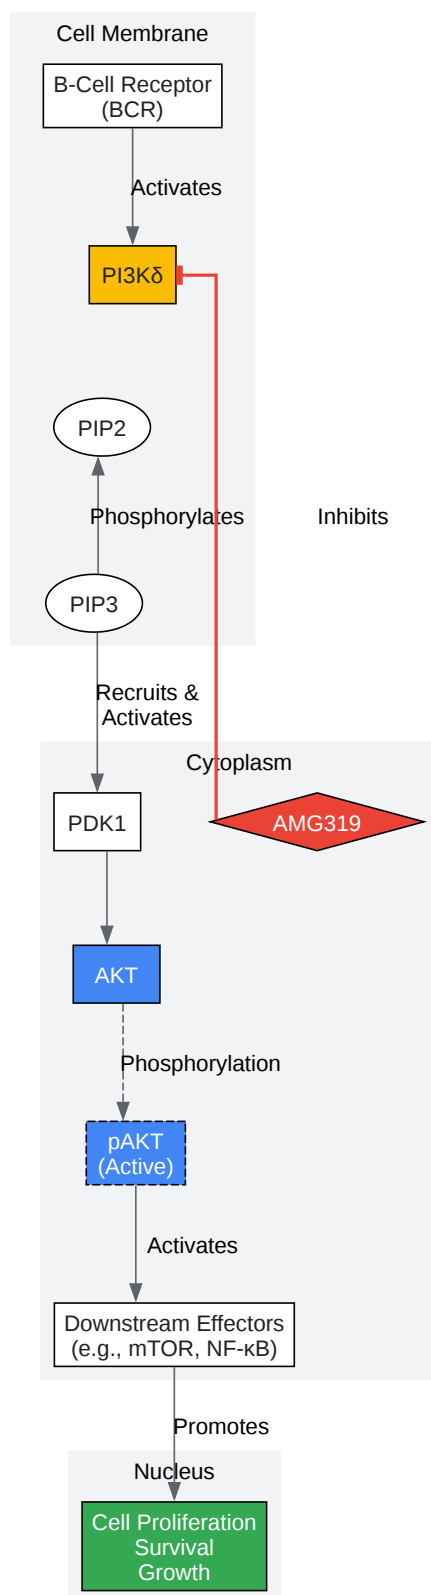 Cell Membrane
B-Cell Receptor
(BCR)
Activates
PI3Kδ
PIP2
Phosphorylates
Inhibits
PIP3
Recruits &
Activates
Cytoplasm
PDK1
AMG319
AKT
Phosphorylation
pAKT
(Active)
Activates
Downstream Effectors
(e.g., mTOR, NF-κB)
Promotes
Nucleus
Cell Proliferation
Survival
Growth